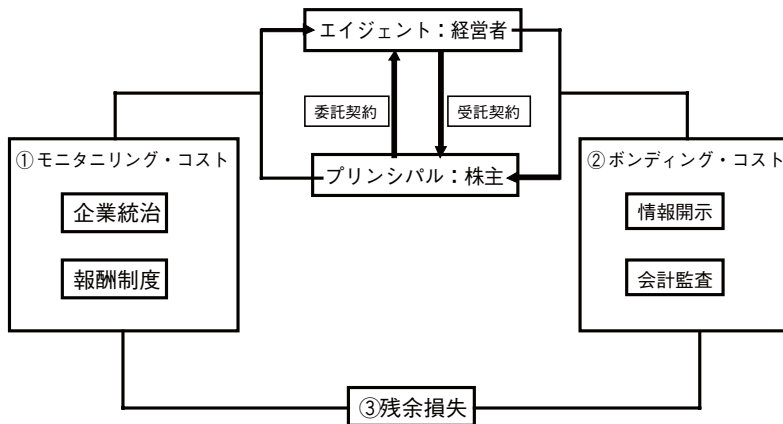 エイジェント：経営者
委託契約
受託契約
プリンシパル：株主
①モニタニリング・コスト
企業統治
報酬制度
②ボンディング・コスト
情報開示
会計監査
③残余損失